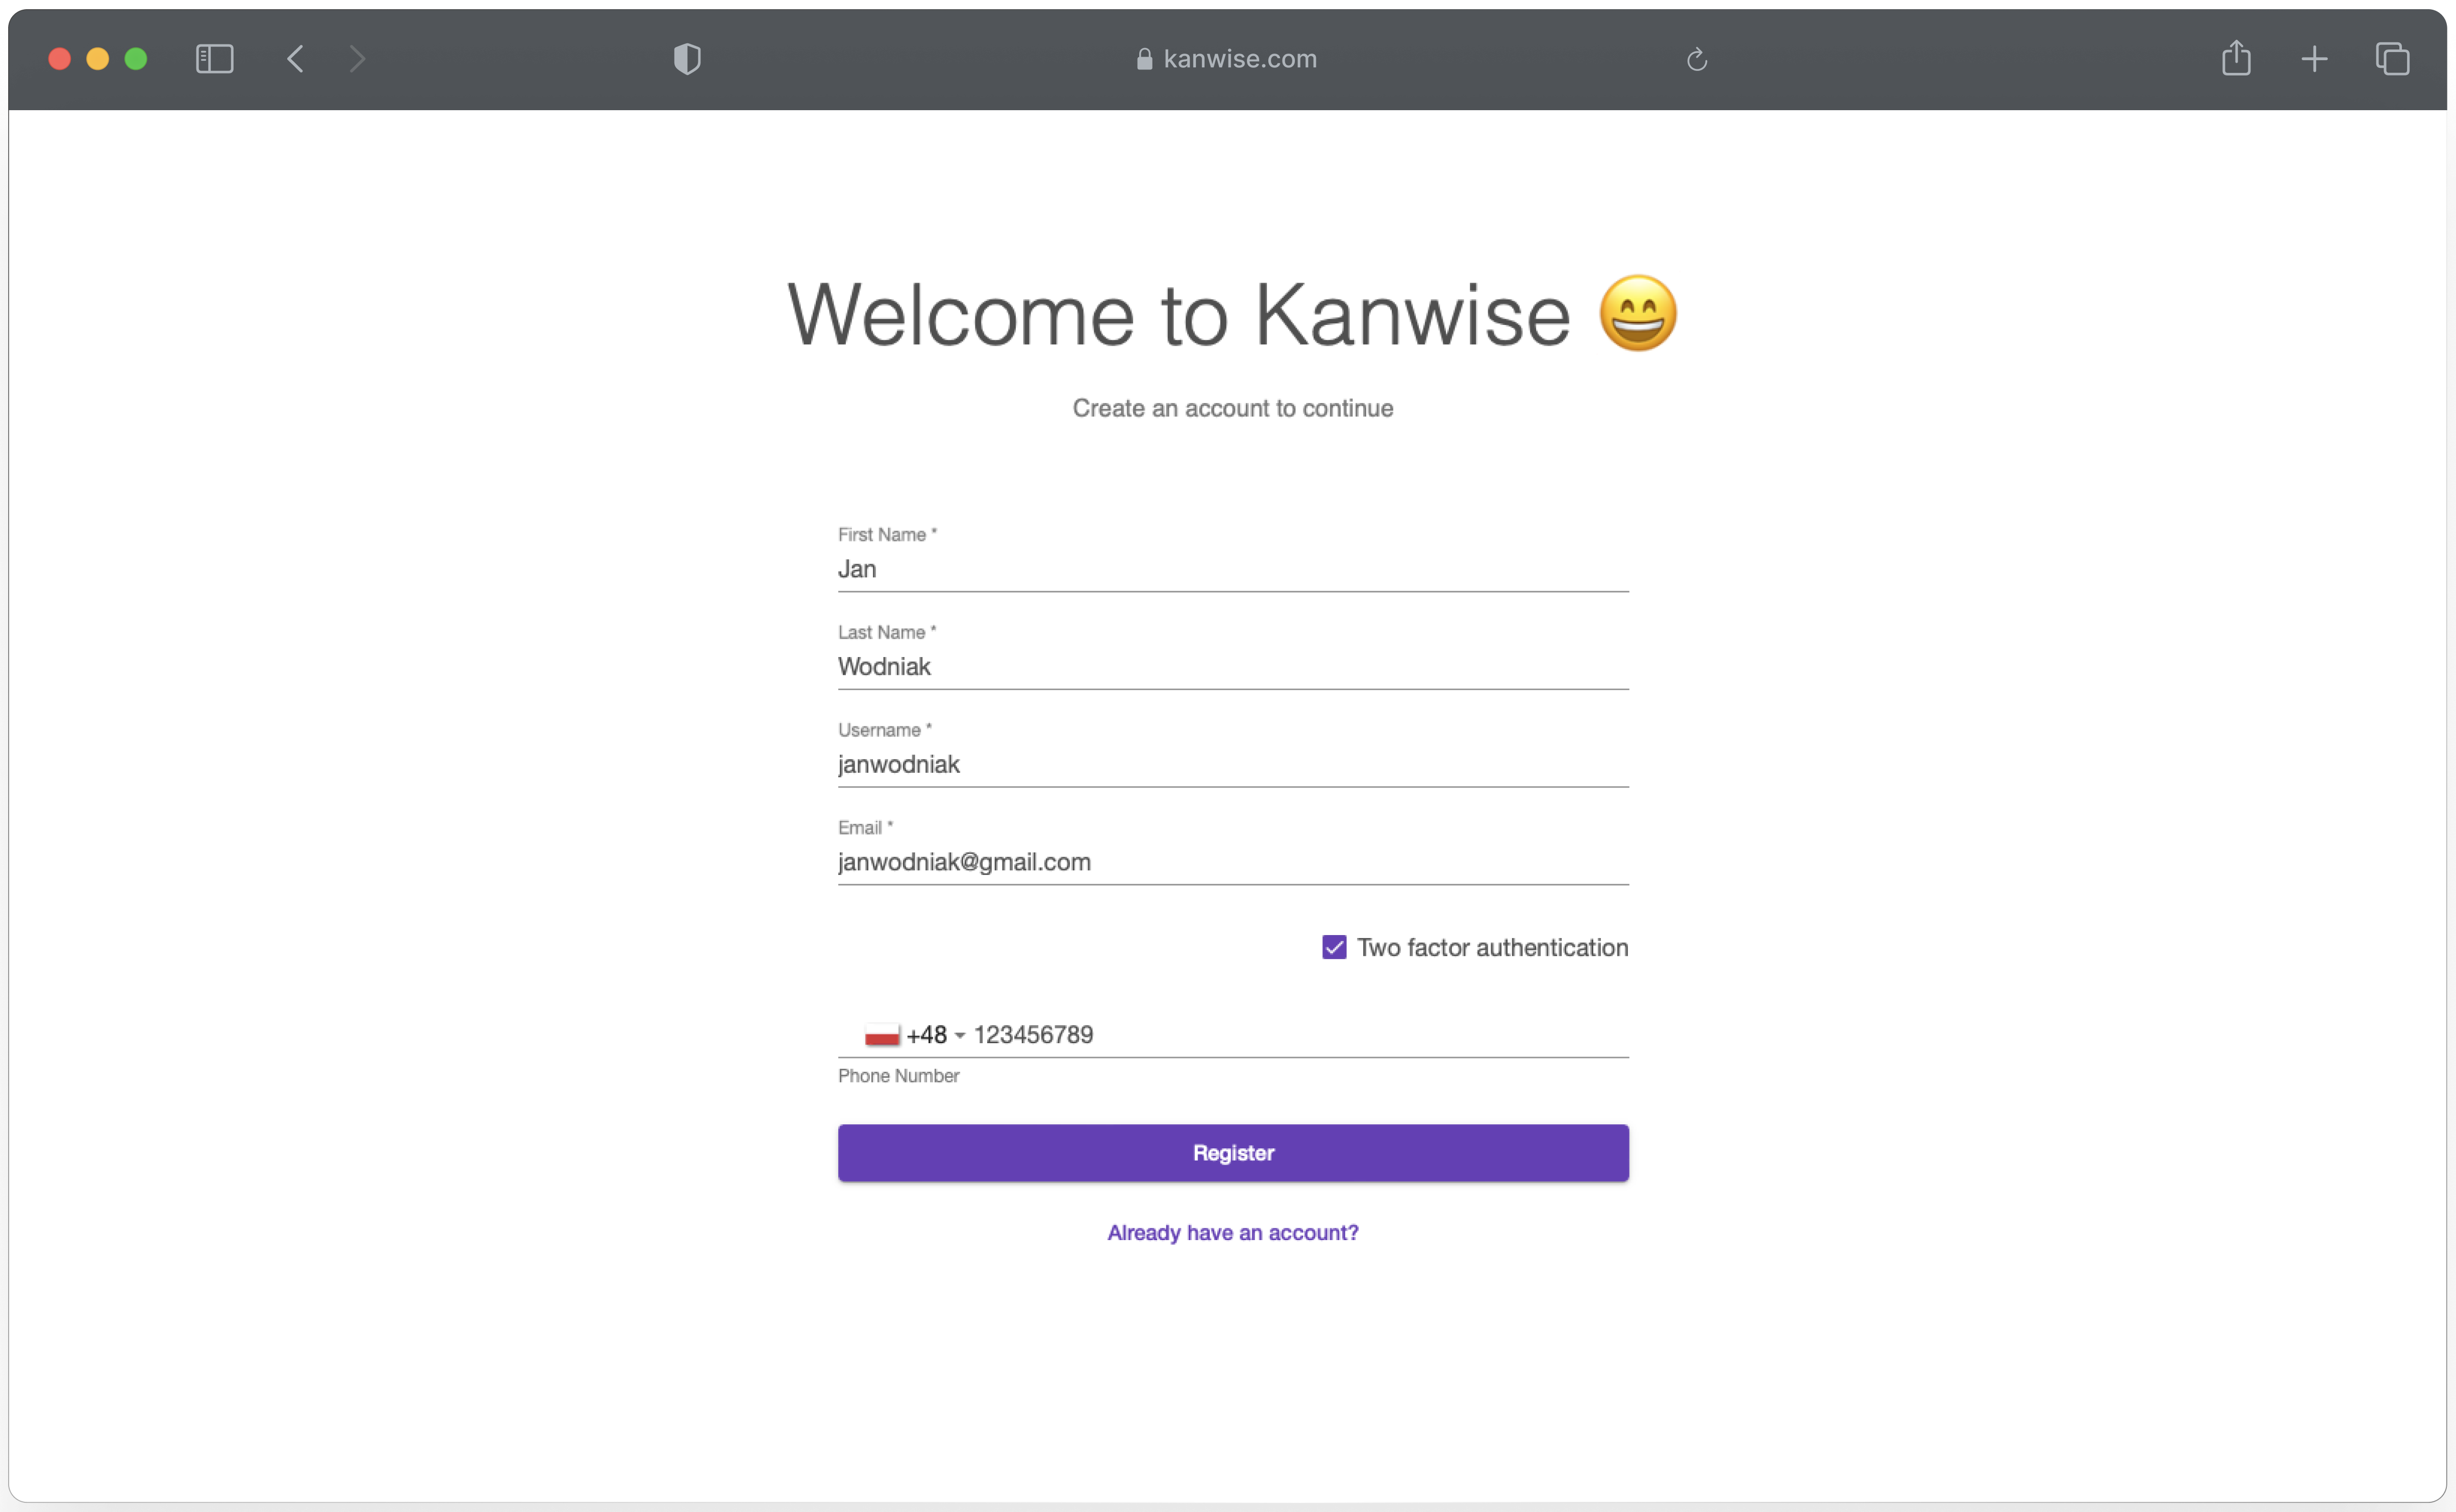 kanwise.com
Welcome to Kanwise 😄
Create an account to continue
First Name *
Jan
Last Name *
Wodniak
Username *
janwodniak
Email *
janwodniak@gmail.com
Two factor authentication
+48 123456789
Phone Number
Register
Already have an account?